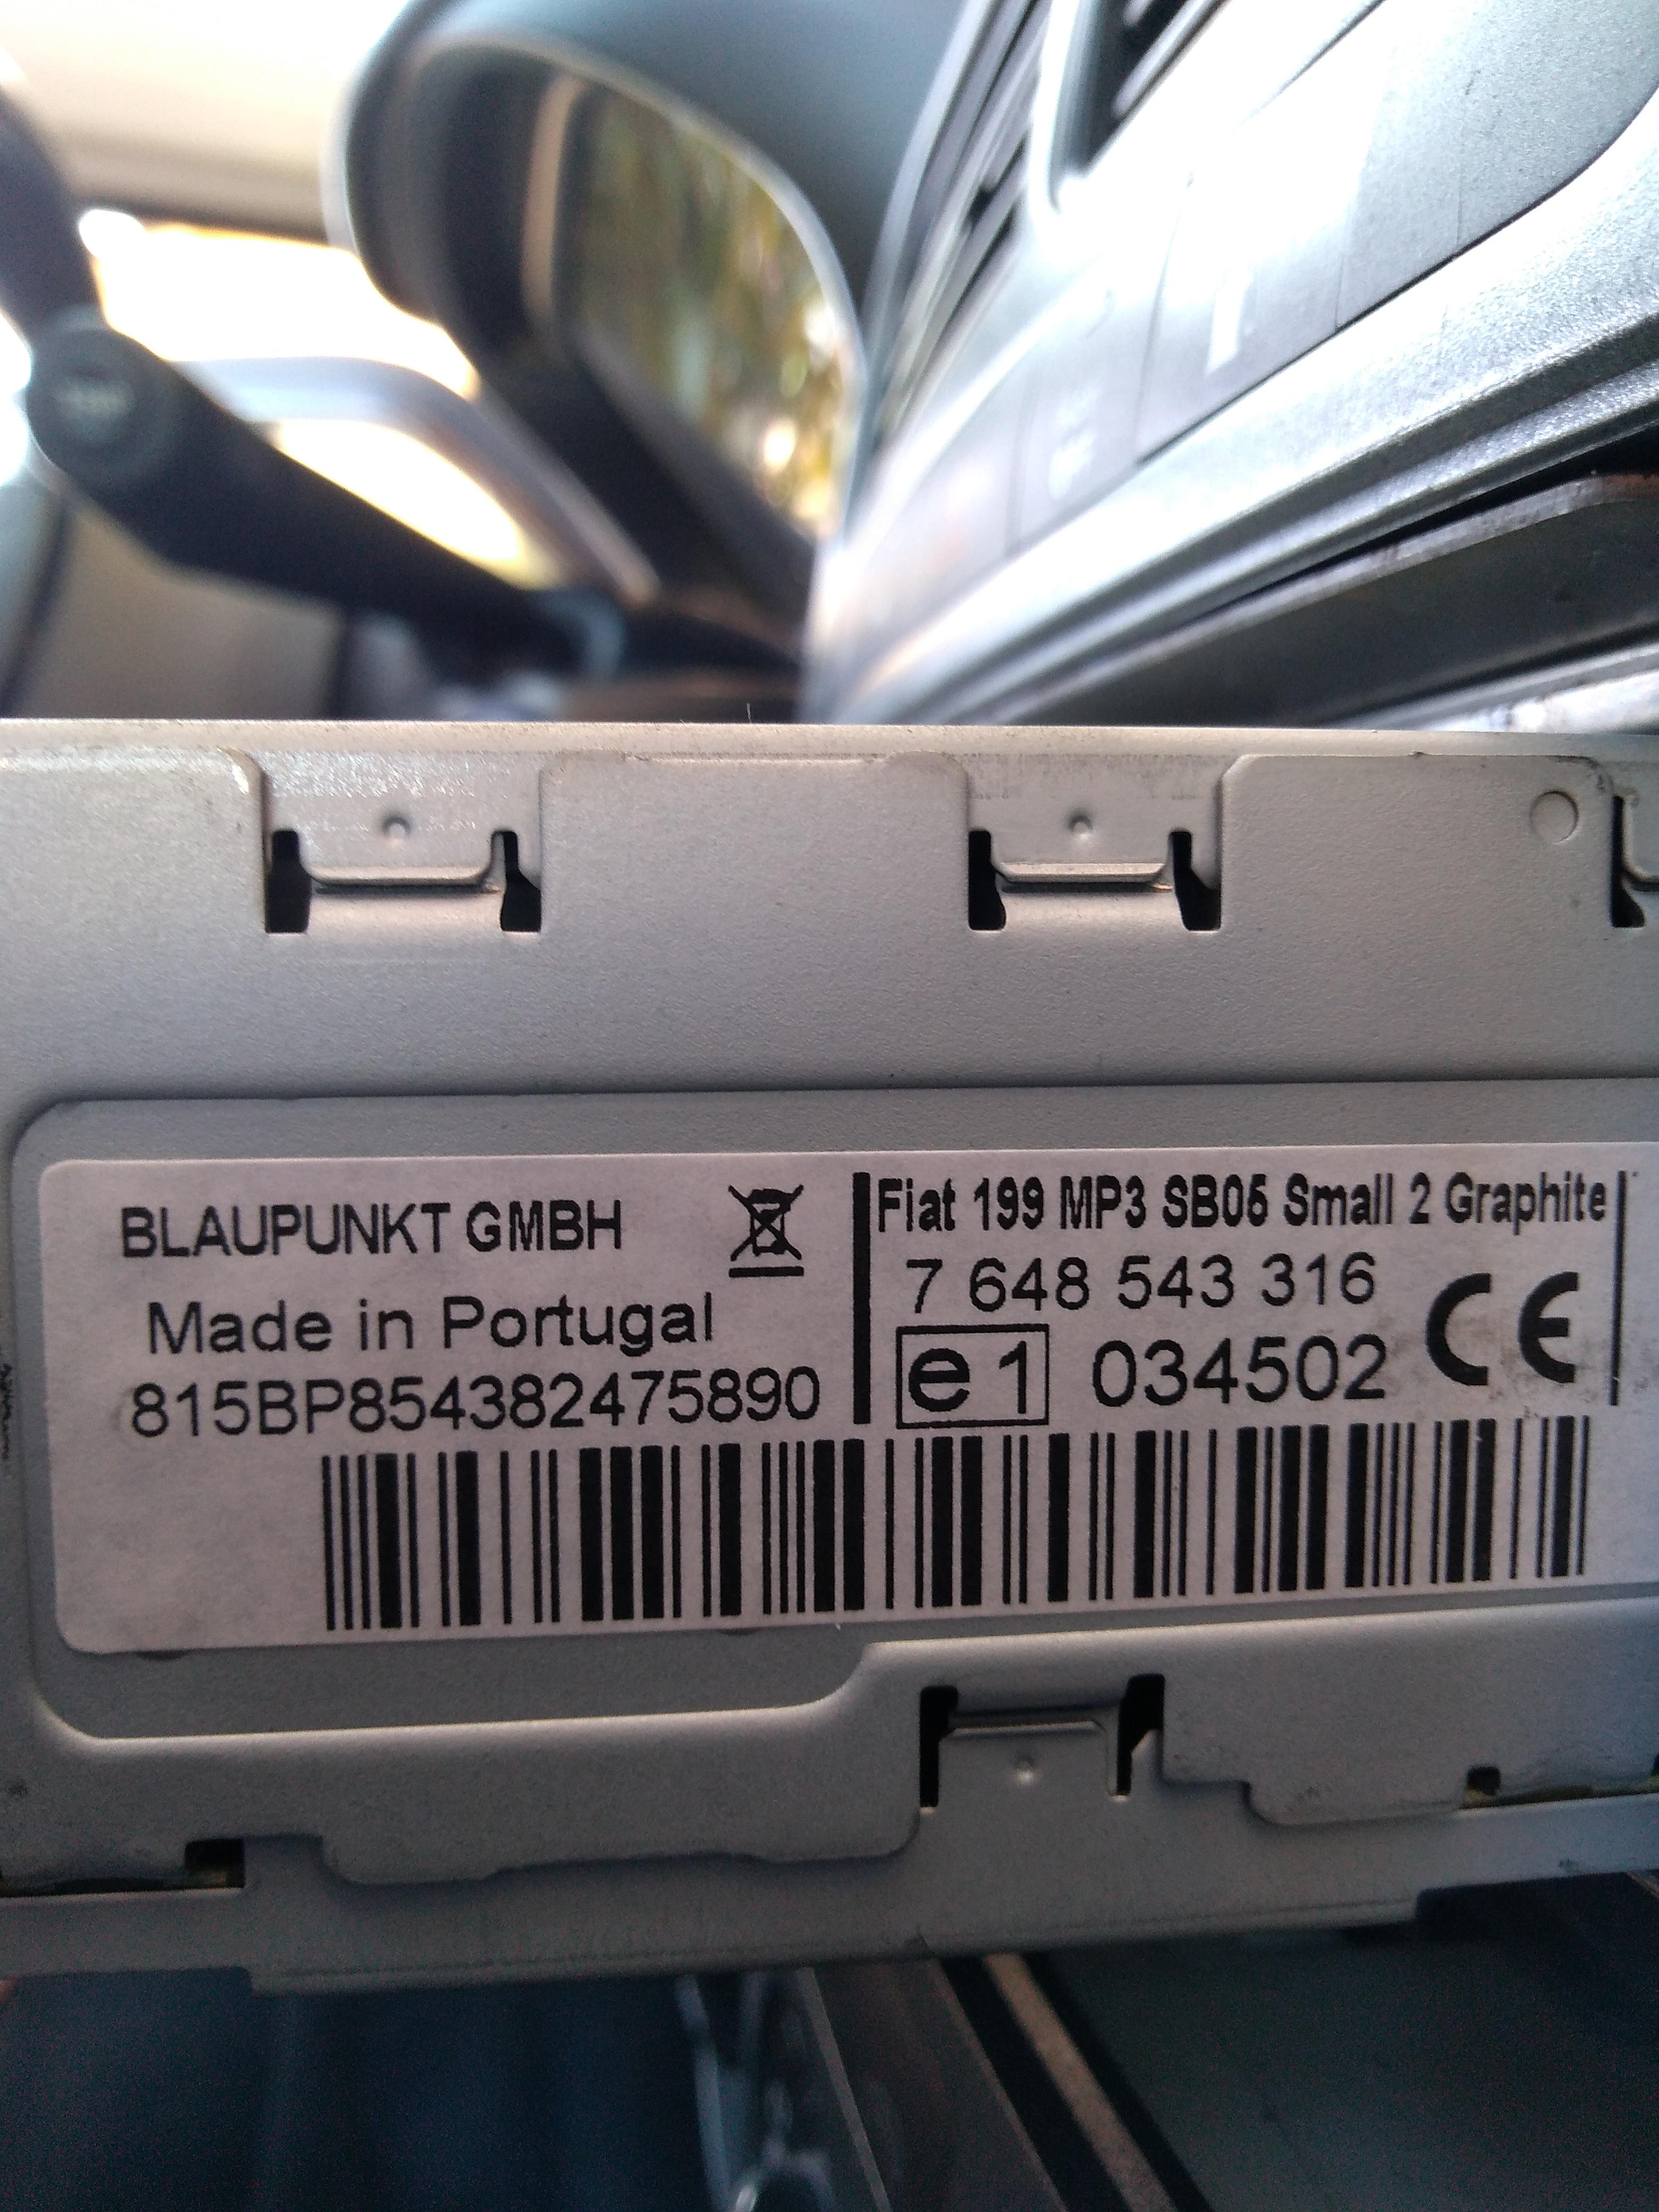 BLAUPUNKT GMBH
Made in Portugal
815BP854382475890
Fiat 199 MP3 SB05 Small 2 Graphite
7 648 543 316
e1 034502 CE